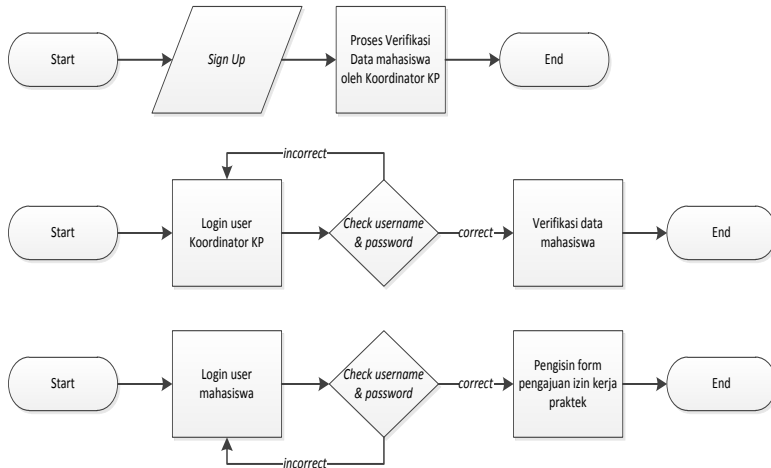 Start
Sign Up
Proses Verifikasi
Data mahasiswa
oleh Koordinator KP
End
incorrect
Start
Login user
Koordinator KP
Check username
& password
correct
Verifikasi data
mahasiswa
End
Start
Login user
mahasiswa
Check username
& password
correct
Pengisin form
pengajuan izin kerja
praktek
End
incorrect